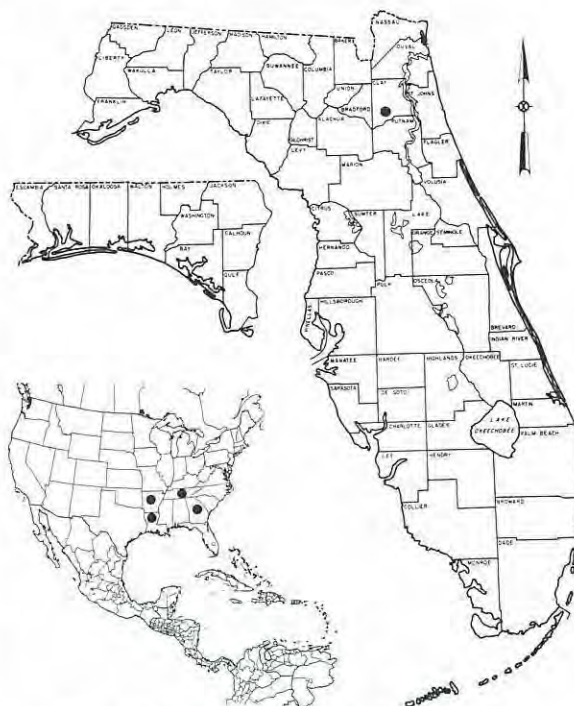 NASSAU
GADSDEN
LEON
JEFFERSON
MADISON
HAMILTON
BAKER
DUVAL
LIBERTY
WAKULLA
TAYLOR
SUWANNEE
COLUMBIA
UNION
CLAY
ST. JOHNS
FRANKLIN
LAFAYETTE
BRADFORD
PUTNAM
DIXIE
GILCHRIST
ALACHUA
FLAGLER
LEVY
MARION
VOLUSIA
ESCAMBIA
SANTA ROSA
OKALOOSA
WALTON
HOLMES
JACKSON
WASHINGTON
BAY
CALHOUN
GULF
CITRUS
SUMTER
LAKE
HERNANDO
ORANGE
SEMINOLE
PASCO
POLK
OSCEOLA
HILLSBOROUGH
PINELLAS
BREVARD
INDIAN RIVER
MANATEE
HARDEE
HIGHLANDS
OKEECHOBEE
ST. LUCIE
SARASOTA
DE SOTO
MARTIN
CHARLOTTE
GLADES
LAKE
OKEECHOBEE
PALM BEACH
LEE
HENDRY
COLLIER
BROWARD
DADE
MONROE